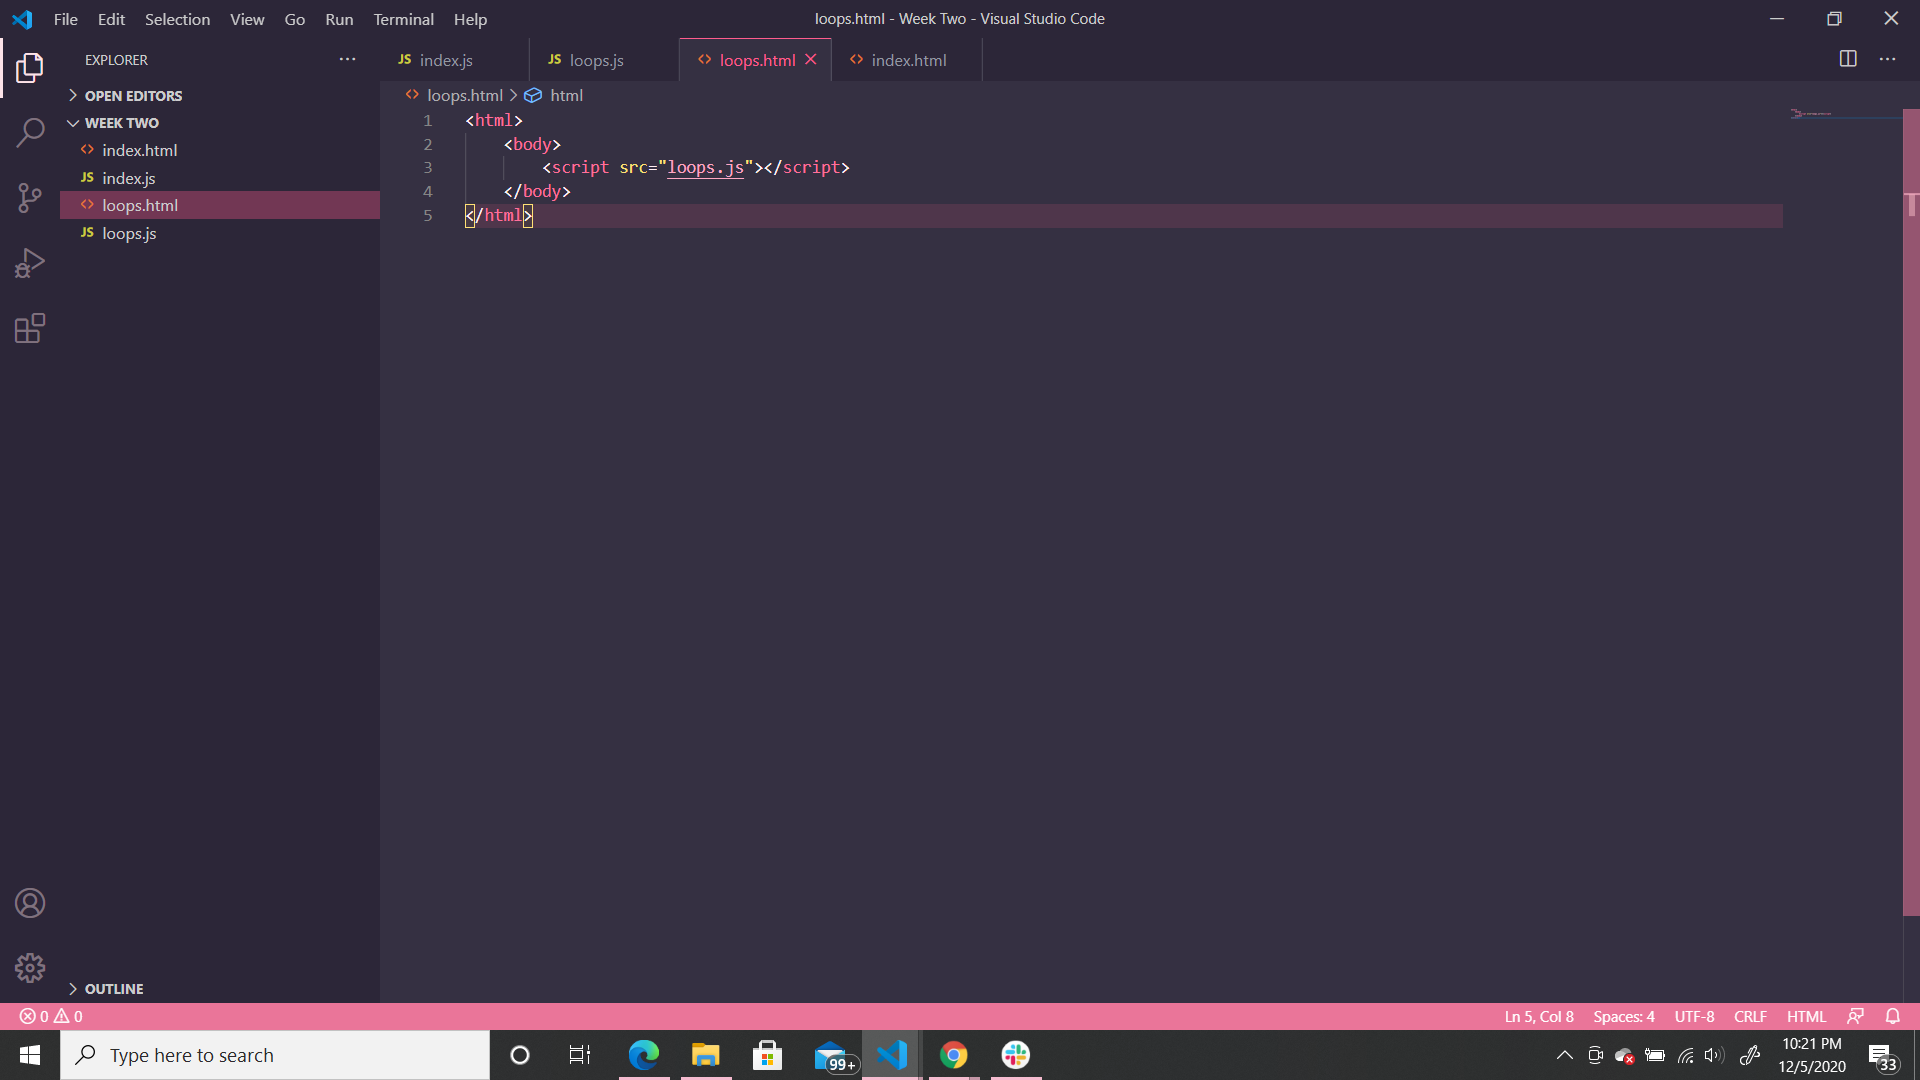 File Edit Selection View Go Run Terminal Help
loops.html - Week Two - Visual Studio Code
EXPLORER
OPEN EDITORS
WEEK TWO
index.html
index.js
loops.html
loops.js
JS index.js JS loops.js loops.html index.html
loops.html > html
1 <html>
2 <body>
3 <script src="loops.js"></script>
4 </body>
5 </html>
OUTLINE
0 0
Ln 5, Col 8 Spaces: 4 UTF-8 CRLF HTML
Type here to search
99+
10:21 PM
12/5/2020
33